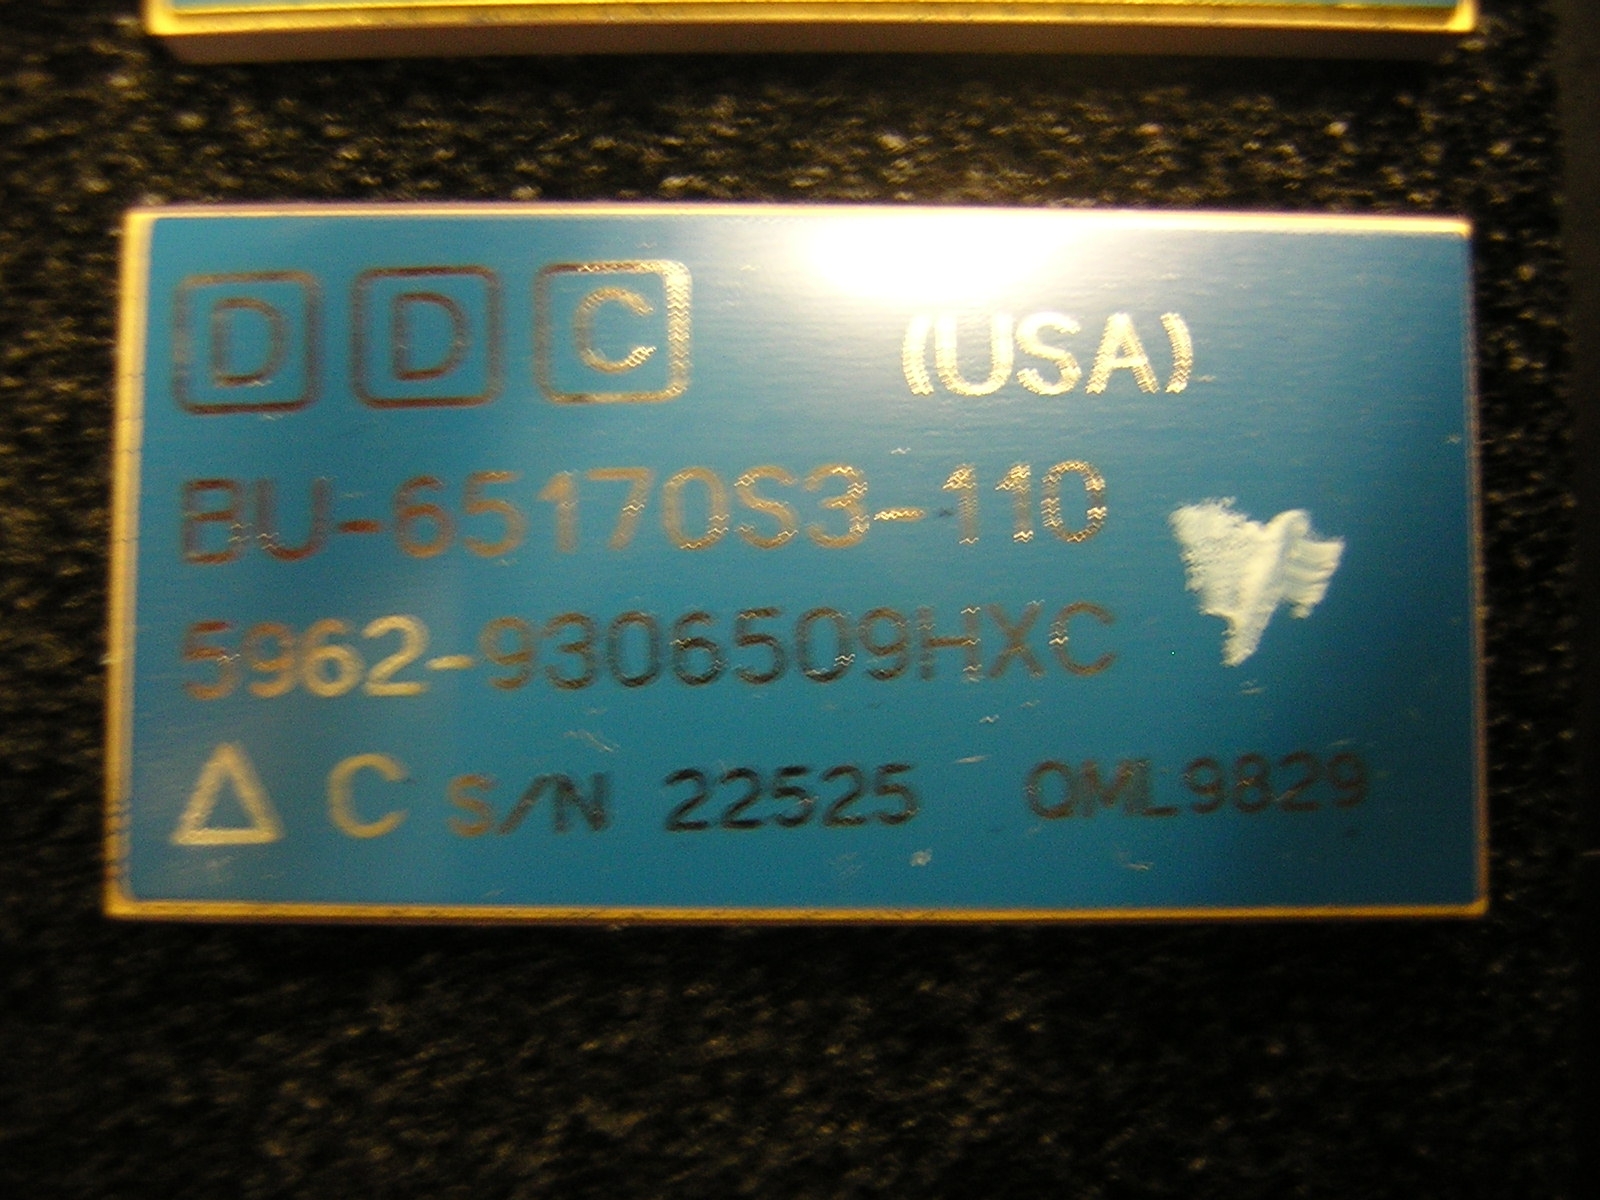 DDC (USA)
BU-65170S3-110
5962-9306509HXC
Δ C S/N 22525 QML9829